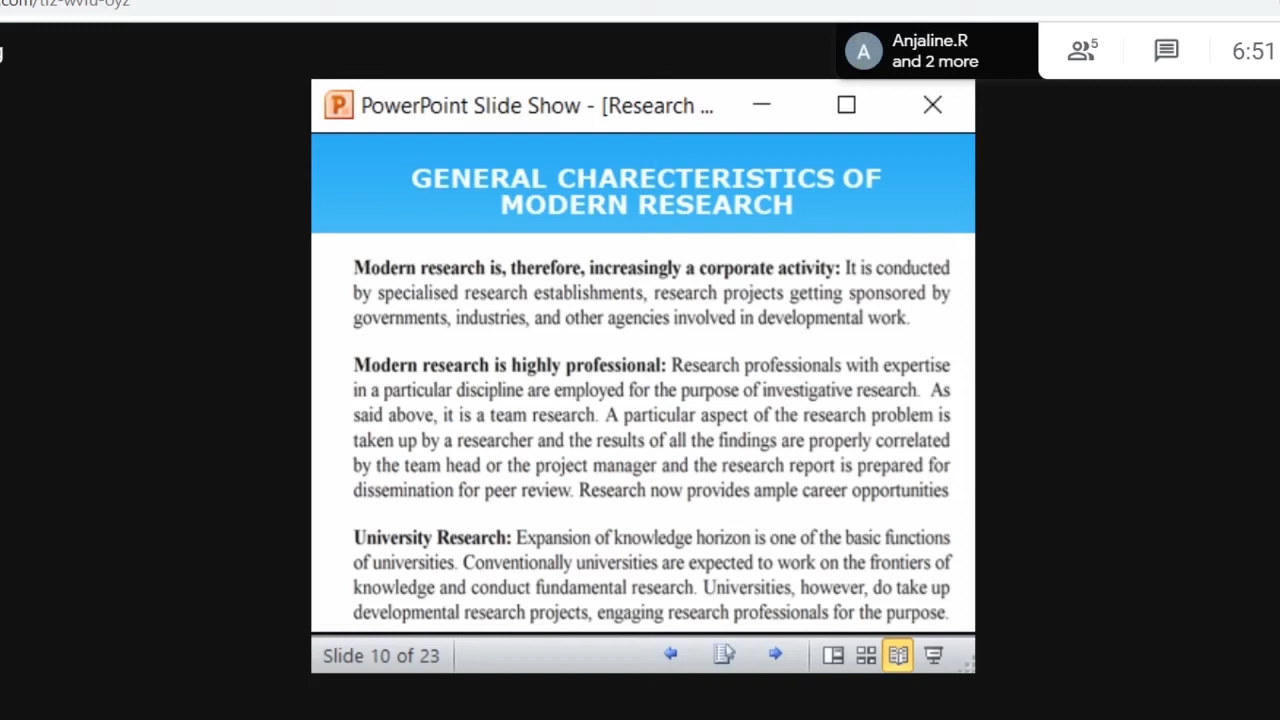 Anjaline.R
and 2 more
5
6:51
A
PowerPoint Slide Show - [Research ...
GENERAL CHARECTERISTICS OF
MODERN RESEARCH
Modern research is, therefore, increasingly a corporate activity: It is conducted
by specialised research establishments, research projects getting sponsored by
governments, industries, and other agencies involved in developmental work.
Modern research is highly professional: Research professionals with expertise
in a particular discipline are employed for the purpose of investigative research. As
said above, it is a team research. A particular aspect of the research problem is
taken up by a researcher and the results of all the findings are properly correlated
by the team head or the project manager and the research report is prepared for
dissemination for peer review. Research now provides ample career opportunities
University Research: Expansion of knowledge horizon is one of the basic functions
of universities. Conventionally universities are expected to work on the frontiers of
knowledge and conduct fundamental research. Universities, however, do take up
developmental research projects, engaging research professionals for the purpose.
Slide 10 of 23